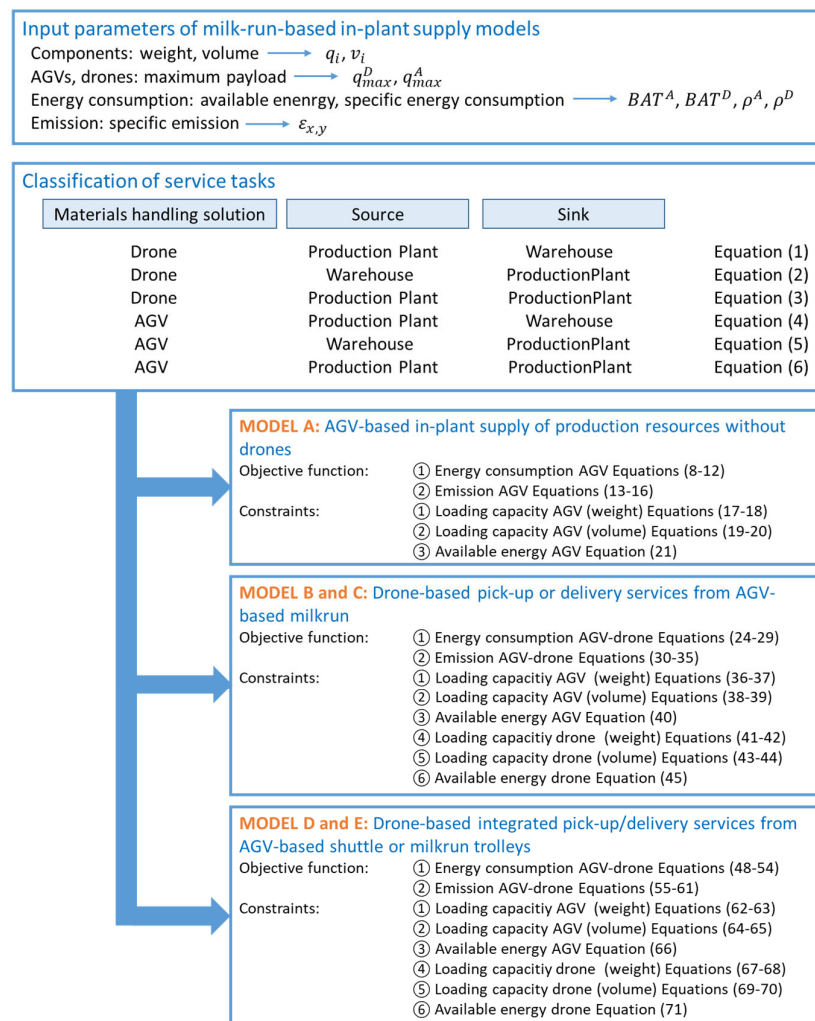 Input parameters of milk-run-based in-plant supply models
Components: weight, volume → qᵢ, vᵢ
AGVs, drones: maximum payload → q^D_max, q^A_max
Energy consumption: available enenrgy, specific energy consumption → BAT^A, BAT^D, ρ^A, ρ^D
Emission: specific emission → ε_x,y
Classification of service tasks
Materials handling solution Source Sink
Drone Production Plant Warehouse Equation (1)
Drone Warehouse ProductionPlant Equation (2)
Drone Production Plant ProductionPlant Equation (3)
AGV Production Plant Warehouse Equation (4)
AGV Warehouse ProductionPlant Equation (5)
AGV Production Plant ProductionPlant Equation (6)
MODEL A: AGV-based in-plant supply of production resources without
drones
Objective function: ① Energy consumption AGV Equations (8-12)
② Emission AGV Equations (13-16)
Constraints: ① Loading capacity AGV (weight) Equations (17-18)
② Loading capacity AGV (volume) Equations (19-20)
③ Available energy AGV Equation (21)
MODEL B and C: Drone-based pick-up or delivery services from AGV-
based milkrun
Objective function: ① Energy consumption AGV-drone Equations (24-29)
② Emission AGV-drone Equations (30-35)
Constraints: ① Loading capacitiy AGV (weight) Equations (36-37)
② Loading capacity AGV (volume) Equations (38-39)
③ Available energy AGV Equation (40)
④ Loading capacitiy drone (weight) Equations (41-42)
⑤ Loading capacity drone (volume) Equations (43-44)
⑥ Available energy drone Equation (45)
MODEL D and E: Drone-based integrated pick-up/delivery services from
AGV-based shuttle or milkrun trolleys
Objective function: ① Energy consumption AGV-drone Equations (48-54)
② Emission AGV-drone Equations (55-61)
Constraints: ① Loading capacitiy AGV (weight) Equations (62-63)
② Loading capacity AGV (volume) Equations (64-65)
③ Available energy AGV Equation (66)
④ Loading capacitiy drone (weight) Equations (67-68)
⑤ Loading capacity drone (volume) Equations (69-70)
⑥ Available energy drone Equation (71)